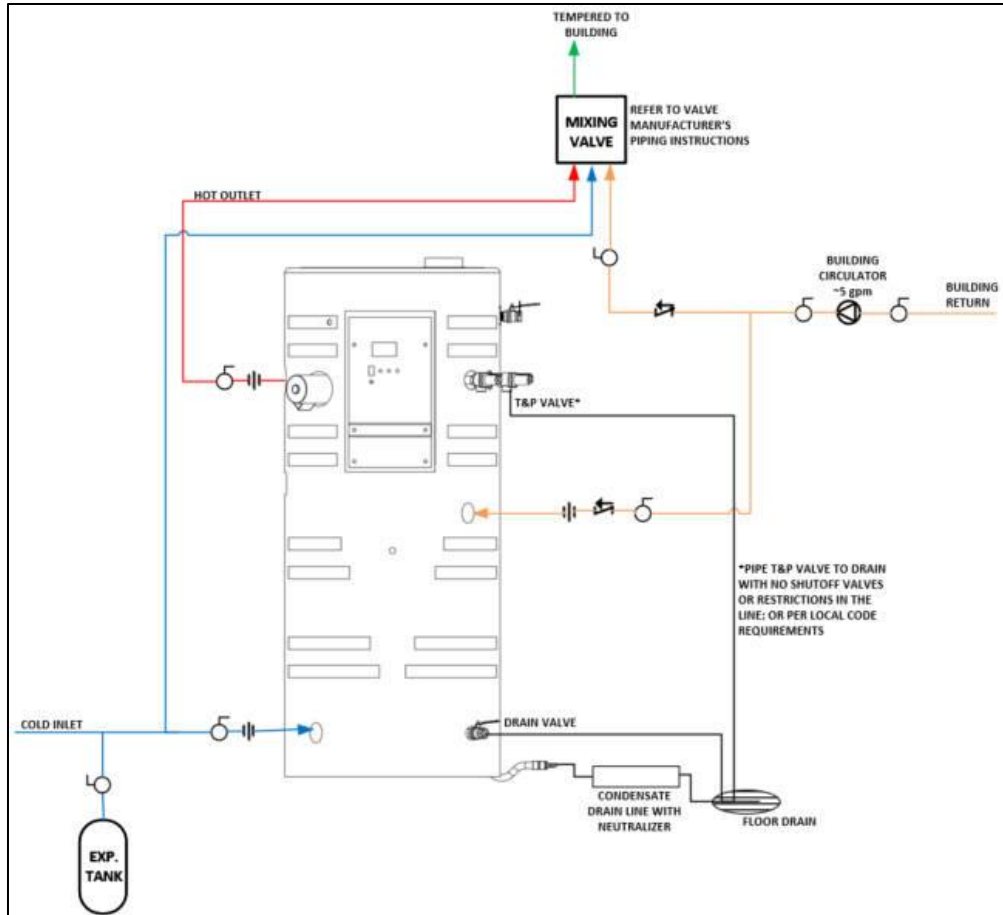 TEMPERED TO
BUILDING
MIXING
VALVE
REFER TO VALVE
MANUFACTURER'S
PIPING INSTRUCTIONS
HOT OUTLET
BUILDING
CIRCULATOR
~5 gpm
BUILDING
RETURN
T&P VALVE*
*PIPE T&P VALVE TO DRAIN
WITH NO SHUTOFF VALVES
OR RESTRICTIONS IN THE
LINE; OR PER LOCAL CODE
REQUIREMENTS
COLD INLET
DRAIN VALVE
CONDENSATE
DRAIN LINE WITH
NEUTRALIZER
FLOOR DRAIN
EXP.
TANK